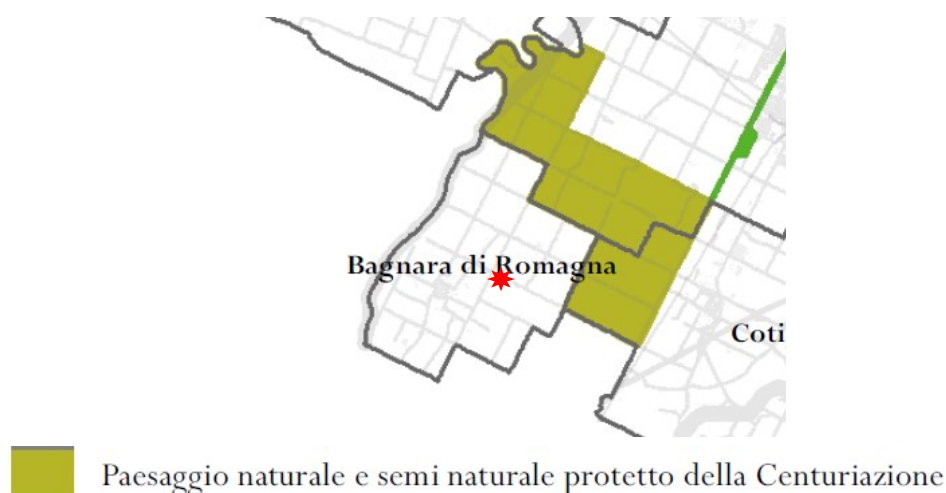 Bagnara di Romagna
Coti
Paesaggio naturale e semi naturale protetto della Centuriazione